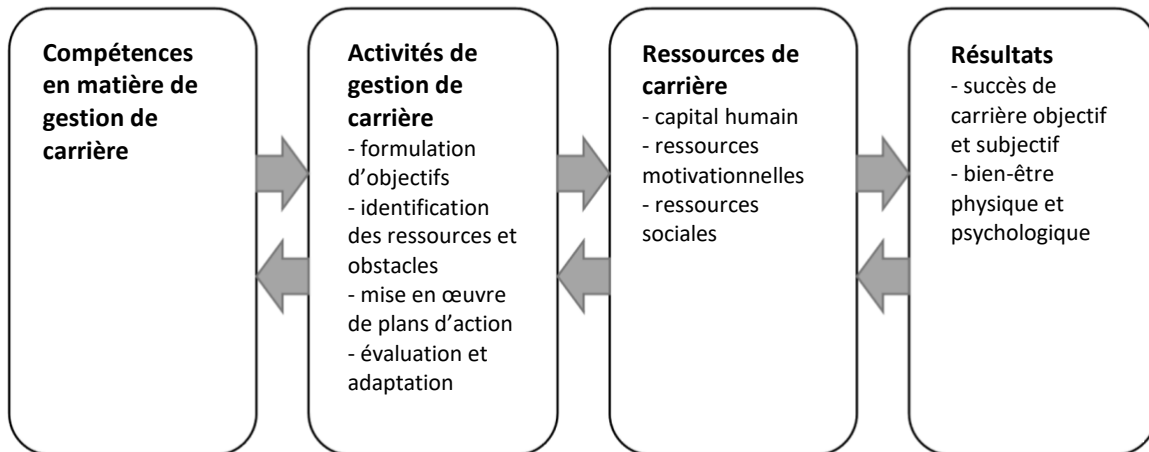 Compétences
en matière de
gestion de
carrière
Activités de
gestion de
carrière
- formulation
d’objectifs
- identification
des ressources et
obstacles
- mise en œuvre
de plans d’action
- évaluation et
adaptation
Ressources de
carrière
- capital humain
- ressources
motivationnelles
- ressources
sociales
Résultats
- succès de
carrière objectif
et subjectif
- bien-être
physique et
psychologique